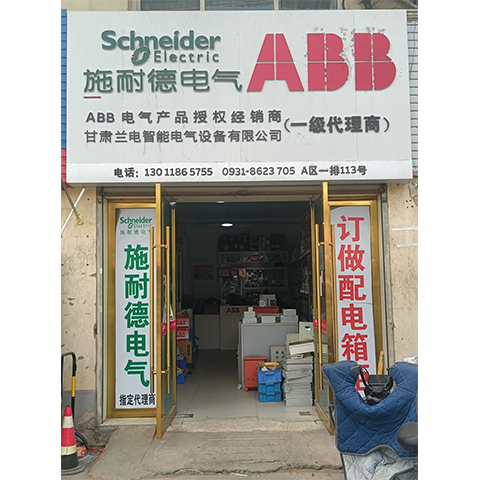 Schneider
Electric
施耐德电气
ABB
ABB 电气产品授权经销商
甘肃兰电智能电气设备有限公司
(一级代理商)
电话：130 1186 5755 0931-8623 705 A区一排113号
Schneider
Electric
施耐德电气
施耐德电气
指定代理商
订做配电箱
ABB